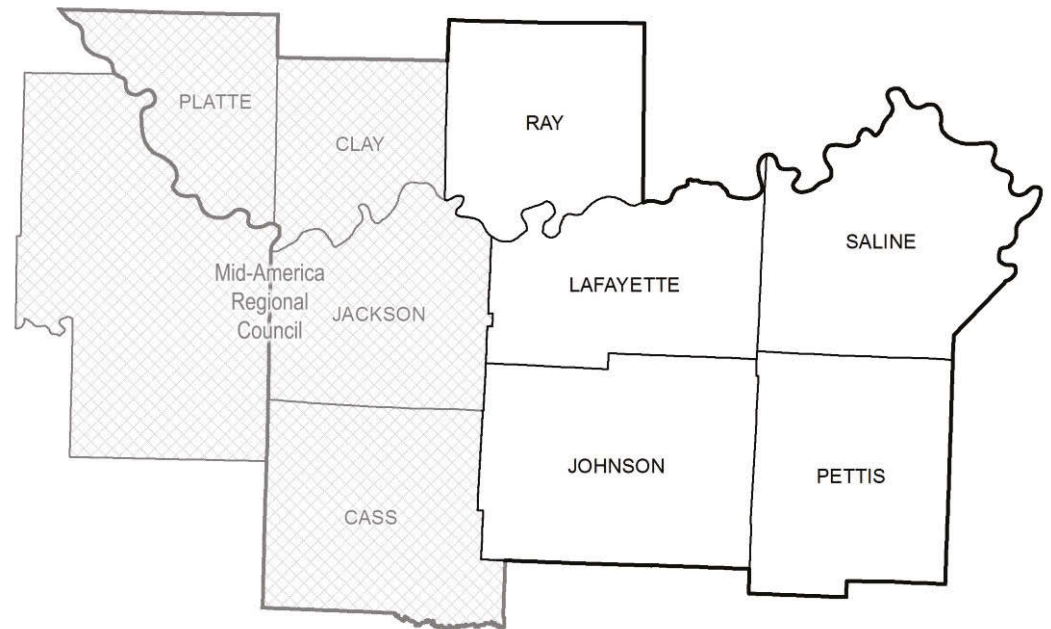 PLATTE
CLAY
RAY
SALINE
Mid-America
Regional
Council
JACKSON
LAFAYETTE
JOHNSON
PETTIS
CASS